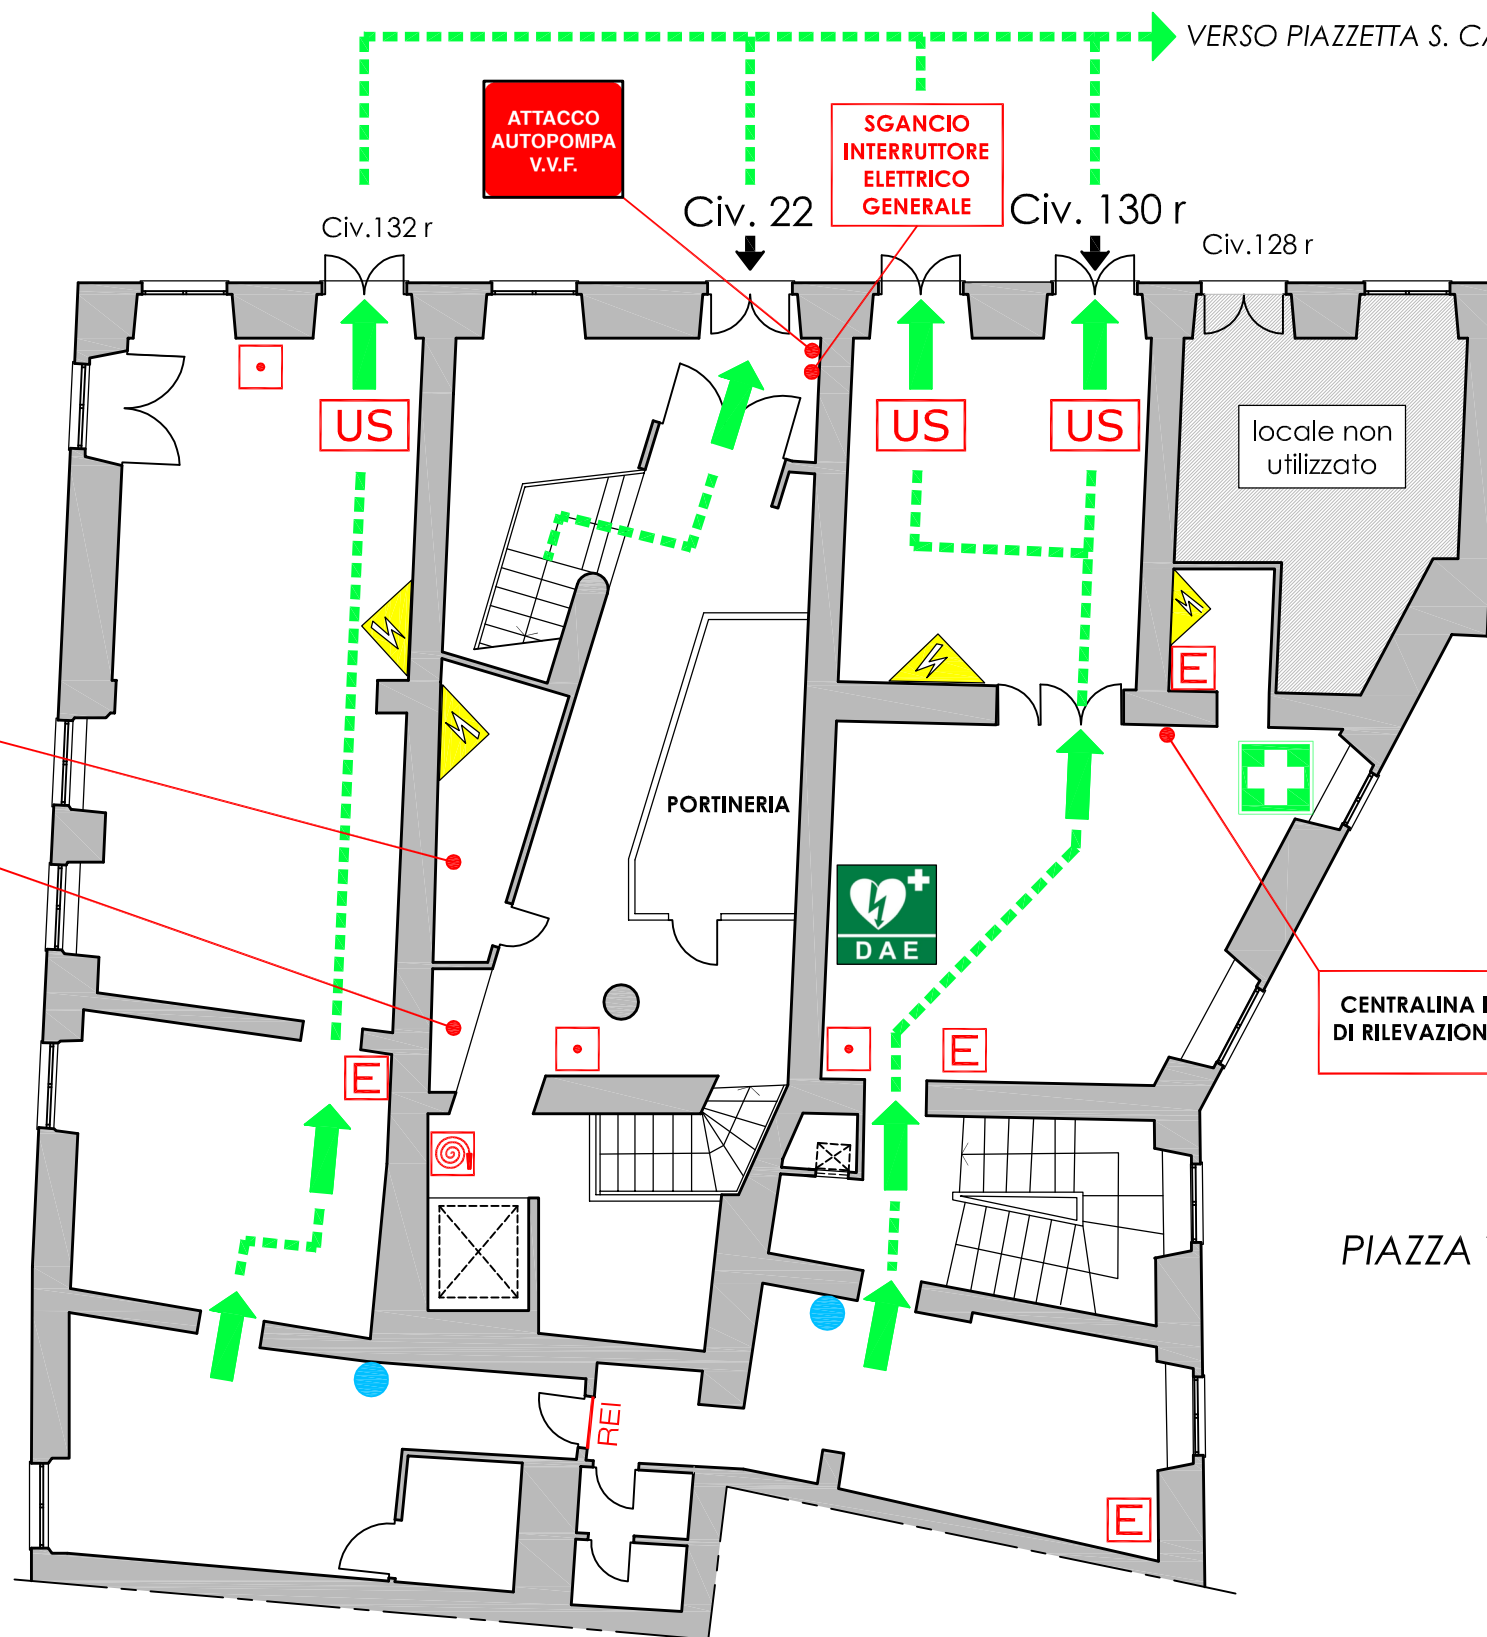 VERSO PIAZZETTA S.
ATTACCO
AUTOPOMPA
V.V.F.
SGANCIO
INTERRUTTORE
ELETTRICO
GENERALE
Civ. 22
Civ. 130 r
Civ.132 r
Civ.128 r
US
US
US
locale non
utilizzato
E
PORTINERIA
DAE
CENTRALINA
DI
E
E
PIAZZA
REI
E